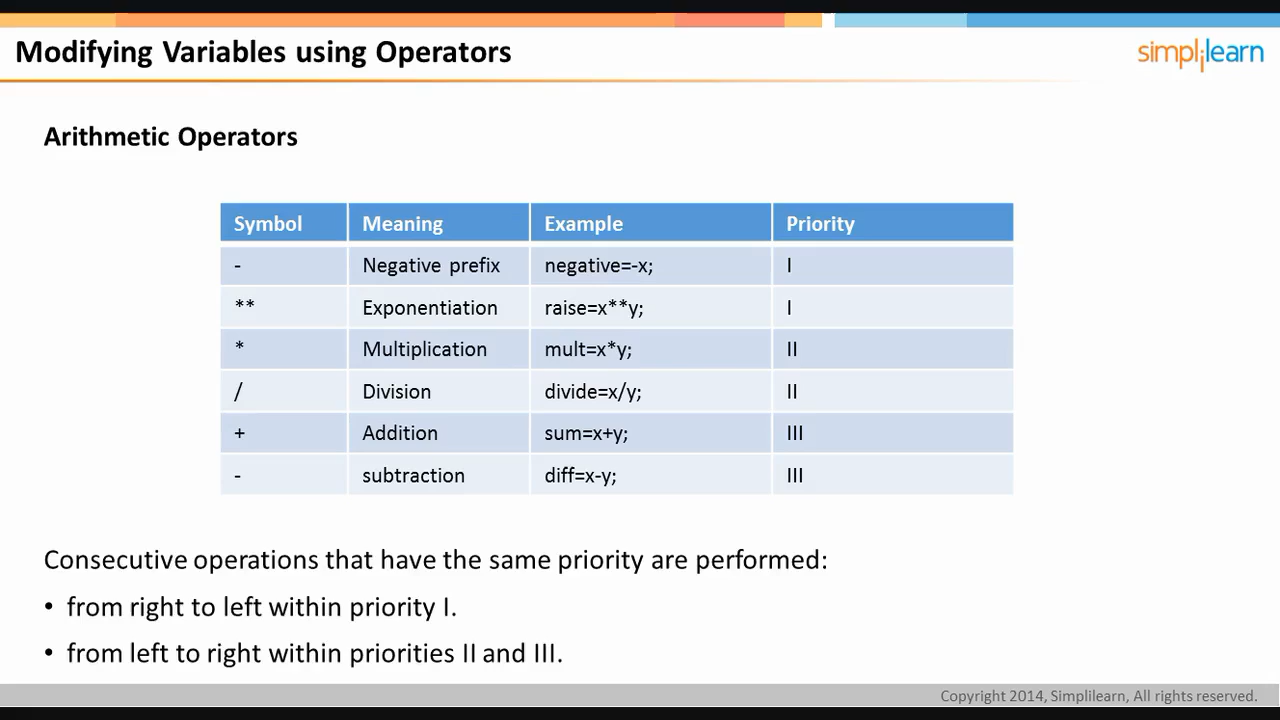 Modifying Variables using Operators
simplilearn
Arithmetic Operators
Symbol Meaning Example Priority
- Negative prefix negative=-x; I
** Exponentiation raise=x**y; I
* Multiplication mult=x*y; II
/ Division divide=x/y; II
+ Addition sum=x+y; III
- subtraction diff=x-y; III
Consecutive operations that have the same priority are performed:
• from right to left within priority I.
• from left to right within priorities II and III.
Copyright 2014, Simplilearn, All rights reserved.